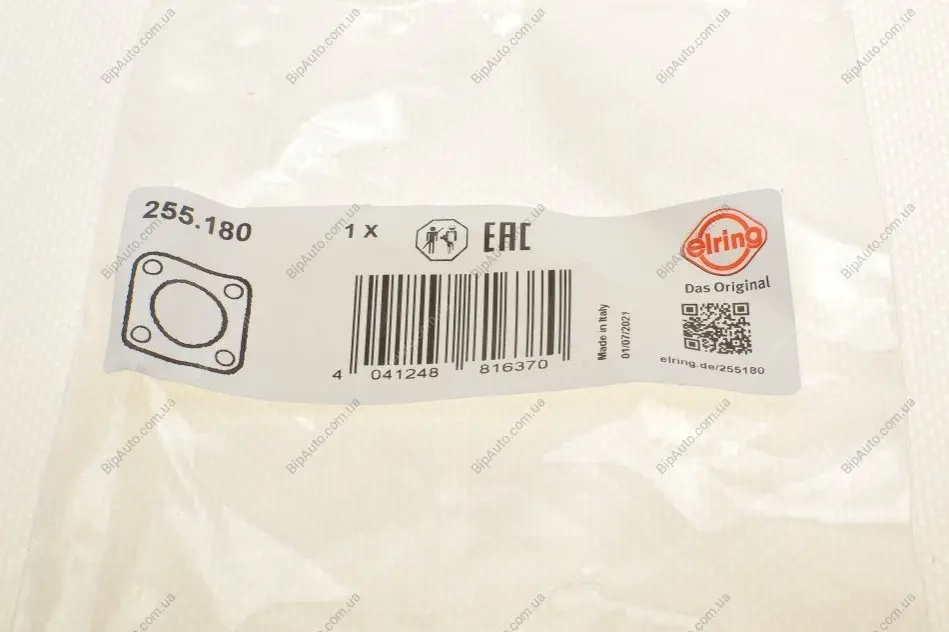 255.180
1 X
EAC
elring
Das Original
4 041248 816370
Made in Italy
01/07/2021
elring.de/255180
BipAuto.com.ua